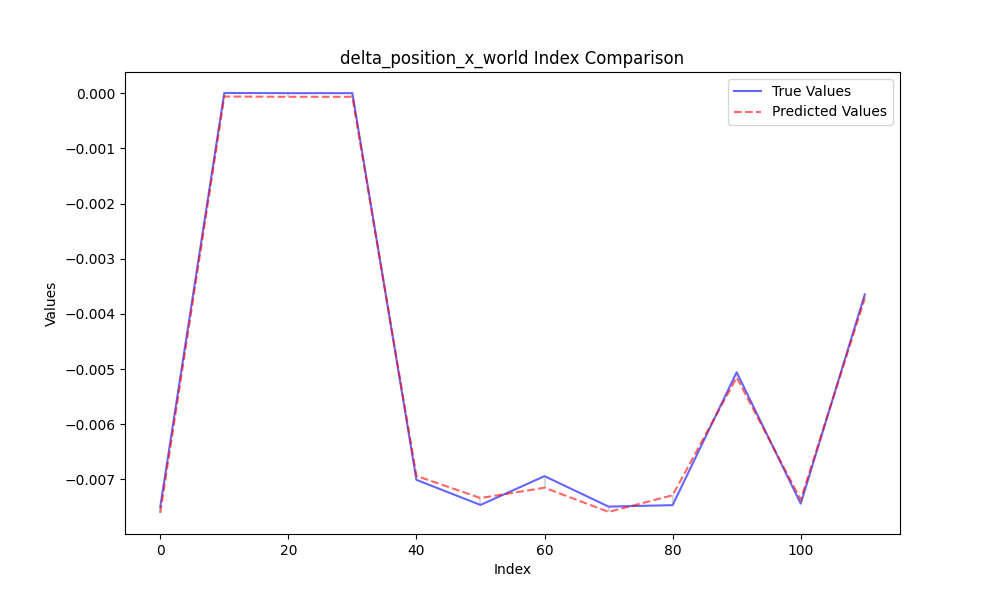 delta_position_x_world Index Comparison
True Values
Predicted Values
0.000
−0.001
−0.002
−0.003
−0.004
−0.005
−0.006
−0.007
Values
0 20 40 60 80 100
Index